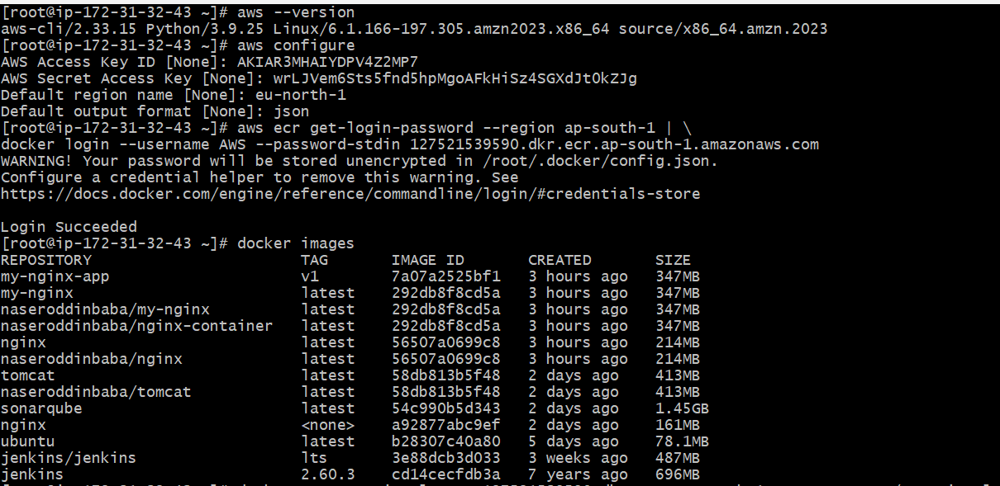 [root@ip-172-31-32-43 ~]# aws --version
aws-cli/2.33.15 Python/3.9.25 Linux/6.1.166-197.305.amzn2023.x86_64 source/x86_64.amzn.2023
[root@ip-172-31-32-43 ~]# aws configure
AWS Access Key ID [None]: AKIAR3MHAIYDPV4Z2MP7
AWS Secret Access Key [None]: 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
Default region name [None]: eu-north-1
Default output format [None]: json
[root@ip-172-31-32-43 ~]# aws ecr get-login-password --region ap-south-1 | \
docker login --username AWS --password-stdin 127521539590.dkr.ecr.ap-south-1.amazonaws.com
WARNING! Your password will be stored unencrypted in /root/.docker/config.json.
Configure a credential helper to remove this warning. See
https://docs.docker.com/engine/reference/commandline/login/#credentials-store
Login Succeeded
[root@ip-172-31-32-43 ~]# docker images
REPOSITORY TAG IMAGE ID CREATED SIZE
my-nginx-app v1 7a07a2525bf1 3 hours ago 347MB
my-nginx latest 292db8f8cd5a 3 hours ago 347MB
naseroddinbaba/my-nginx latest 292db8f8cd5a 3 hours ago 347MB
naseroddinbaba/nginx-container latest 292db8f8cd5a 3 hours ago 347MB
nginx latest 56507a0699c8 3 hours ago 214MB
naseroddinbaba/nginx latest 56507a0699c8 3 hours ago 214MB
tomcat latest 58db813b5f48 2 days ago 413MB
naseroddinbaba/tomcat latest 58db813b5f48 2 days ago 413MB
sonarqube latest 54c990b5d343 2 days ago 1.45GB
nginx <none> a92877abc9ef 2 days ago 161MB
ubuntu latest b28307c40a80 5 days ago 78.1MB
jenkins/jenkins lts 3e88dcb3d033 3 weeks ago 487MB
jenkins 2.60.3 cd14cecfdb3a 7 years ago 696MB